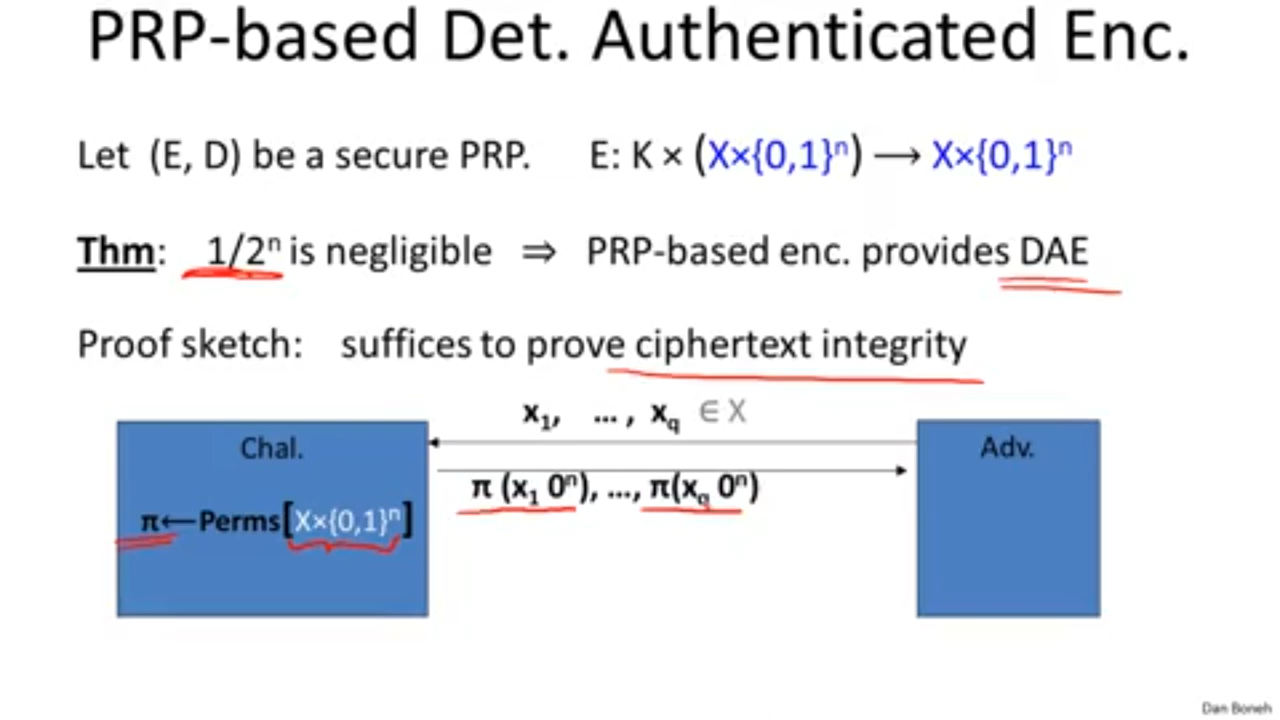 PRP-based Det. Authenticated Enc.
Let (E, D) be a secure PRP. E: K × (X×{0,1}ⁿ) ⟶ X×{0,1}ⁿ
Thm: 1/2ⁿ is negligible ⇒ PRP-based enc. provides DAE
Proof sketch: suffices to prove ciphertext integrity
x₁, … , x_q ∈ X
Chal.
Adv.
π (x₁ 0ⁿ), …, π(x_q 0ⁿ)
π⟵Perms[X×{0,1}ⁿ]
Dan Boneh